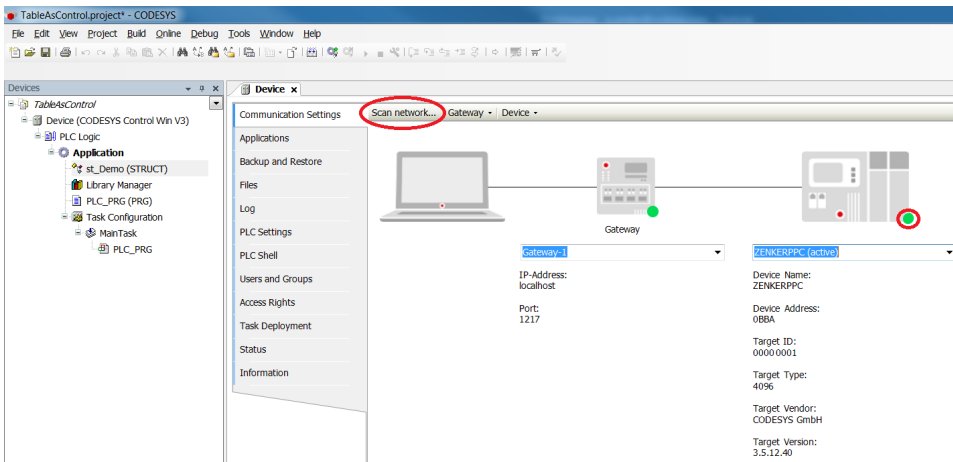 TableAsControl.project* - CODESYS
File Edit View Project Build Online Debug Tools Window Help
Devices
TableAsControl
Device (CODESYS Control Win V3)
PLC Logic
Application
st_Demo (STRUCT)
Library Manager
PLC_PRG (PRG)
Task Configuration
MainTask
PLC_PRG
Device x
Communication Settings
Applications
Backup and Restore
Files
Log
PLC Settings
PLC Shell
Users and Groups
Access Rights
Task Deployment
Status
Information
Scan network... Gateway Device
Gateway
Gateway-1
IP-Address:
localhost
Port:
1217
ZENKERPPC (active)
Device Name:
ZENKERPPC
Device Address:
0BBA
Target ID:
00000001
Target Type:
4096
Target Vendor:
CODESYS GmbH
Target Version:
3.5.12.40